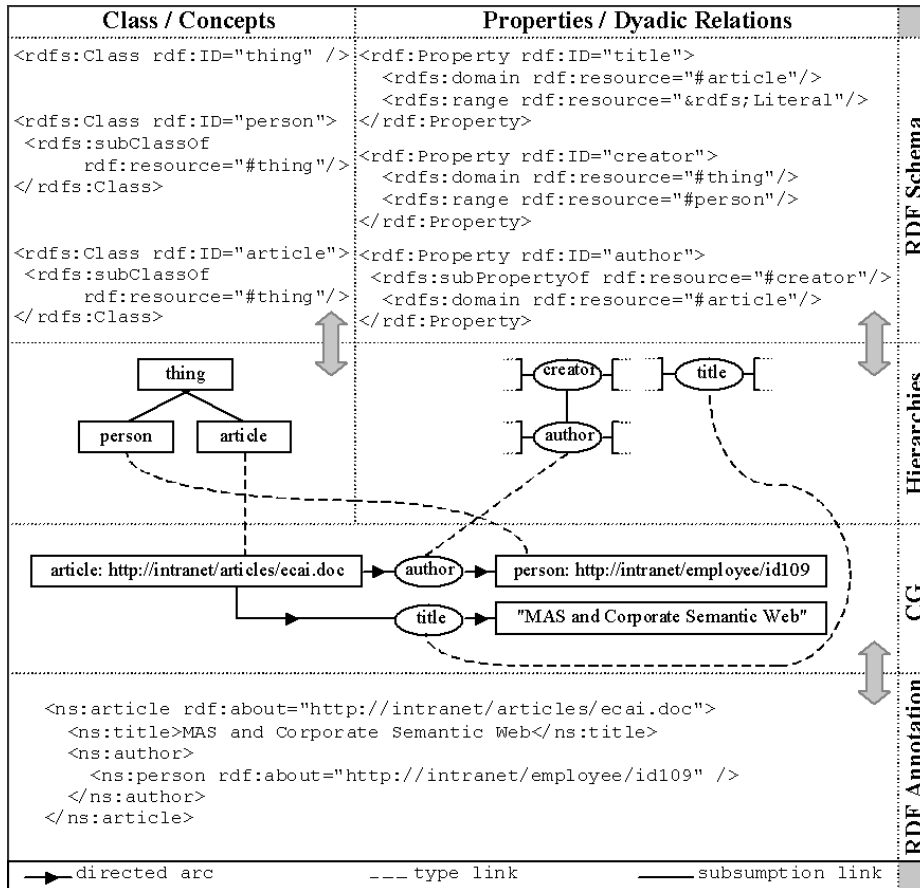 Class / Concepts
Properties / Dyadic Relations
<rdfs:Class rdf:ID="thing" />
<rdfs:Class rdf:ID="person">
<rdfs:subClassOf
rdf:resource="#thing"/>
</rdfs:Class>
<rdfs:Class rdf:ID="article">
<rdfs:subClassOf
rdf:resource="#thing"/>
</rdfs:Class>
<rdf:Property rdf:ID="title">
<rdfs:domain rdf:resource="#article"/>
<rdfs:range rdf:resource="&rdfs;Literal"/>
</rdf:Property>
<rdf:Property rdf:ID="creator">
<rdfs:domain rdf:resource="#thing"/>
<rdfs:range rdf:resource="#person"/>
</rdf:Property>
<rdf:Property rdf:ID="author">
<rdfs:subPropertyOf rdf:resource="#creator"/>
<rdfs:domain rdf:resource="#article"/>
</rdf:Property>
RDF Schema
thing
person
article
creator
title
author
Hierarchies
article: http://intranet/articles/ecai.doc
author
person: http://intranet/employee/id109
title
"MAS and Corporate Semantic Web"
CG
<ns:article rdf:about="http://intranet/articles/ecai.doc">
<ns:title>MAS and Corporate Semantic Web</ns:title>
<ns:author>
<ns:person rdf:about="http://intranet/employee/id109" />
</ns:author>
</ns:article>
RDF Annotation
directed arc
type link
subsumption link